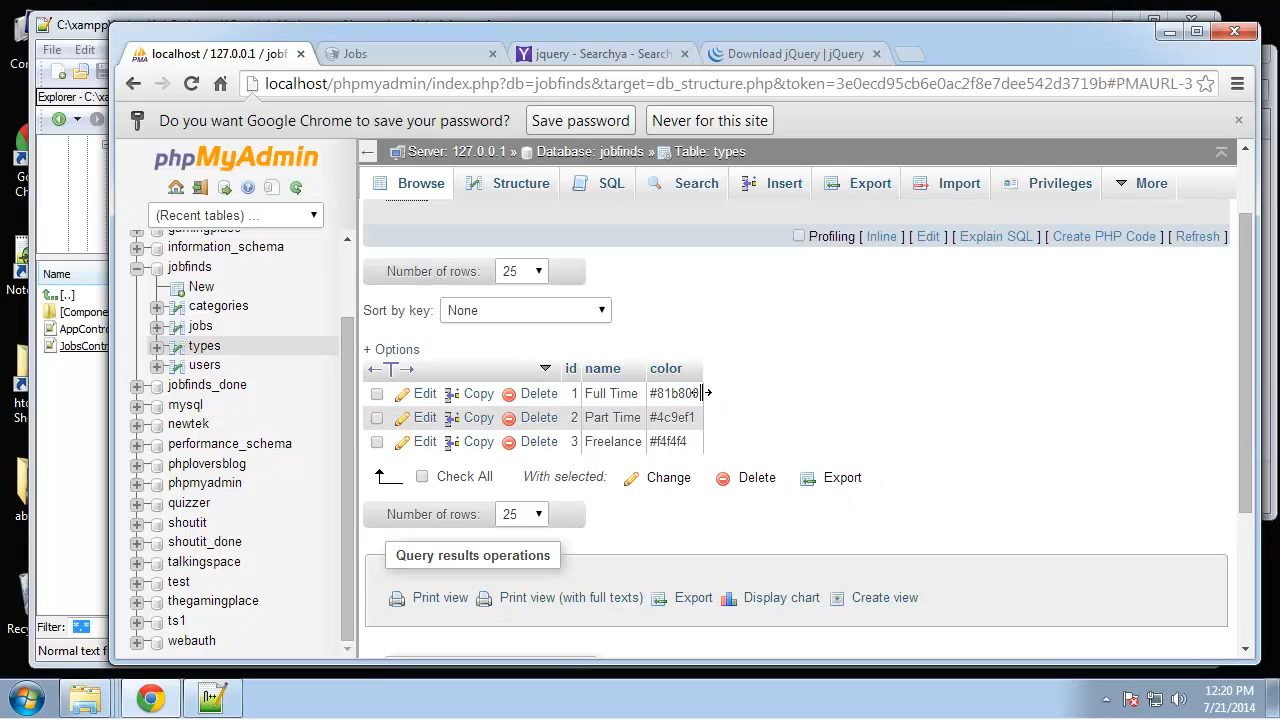 C:\xampp
File Edit
Explorer - C:\xa
Name
[..]
[Compone
AppContro
JobsContr
Filter: *.*
Normal text f
localhost / 127.0.0.1 / jobf
Jobs
jquery - Searchya - Search
Download jQuery | jQuery
localhost/phpmyadmin/index.php?db=jobfinds&target=db_structure.php&token=3e0ecd95cb6e0ac2f8e7dee542d3719b#PMAURL-3
Do you want Google Chrome to save your password? Save password Never for this site
phpMyAdmin
(Recent tables) ...
information_schema
jobfinds
New
categories
jobs
types
users
jobfinds_done
mysql
newtek
performance_schema
phploversblog
phpmyadmin
quizzer
shoutit
shoutit_done
talkingspace
test
thegamingplace
ts1
webauth
Server: 127.0.0.1 » Database: jobfinds » Table: types
Browse Structure SQL Search Insert Export Import Privileges More
Profiling [ Inline ] [ Edit ] [ Explain SQL ] [ Create PHP Code ] [ Refresh ]
Number of rows: 25
Sort by key: None
+ Options
←T→ id name color
Edit Copy Delete 1 Full Time
Edit Copy Delete 2 Part Time #4c9ef1
Edit Copy Delete 3 Freelance #f4f4f4
Check All With selected: Change Delete Export
Number of rows: 25
Query results operations
Print view Print view (with full texts) Export Display chart Create view
12:20 PM
7/21/2014